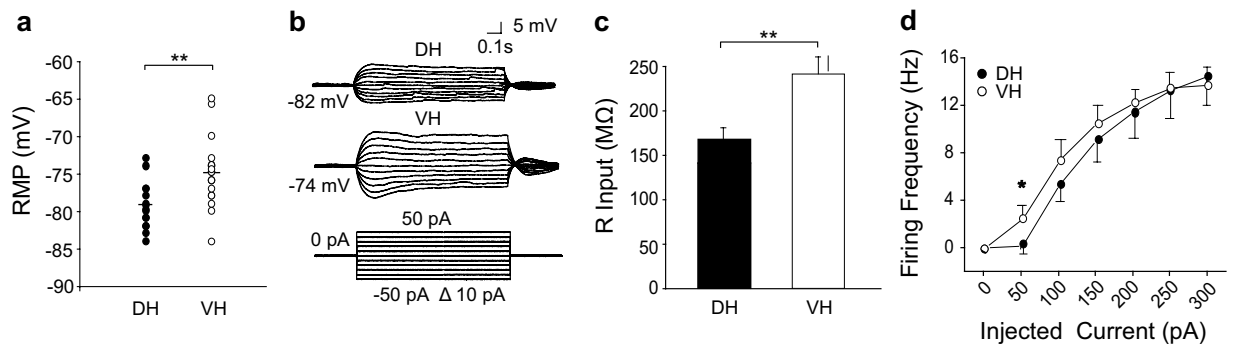 a
**
RMP (mV)
-60
-65
-70
-75
-80
-85
-90
DH
VH
b
5 mV
0.1s
DH
-82 mV
VH
-74 mV
50 pA
0 pA
-50 pA Δ 10 pA
c
**
R Input (MΩ)
250
200
150
100
50
0
DH
VH
d
Firing Frequency (Hz)
16
12
8
4
0
DH
VH
*
0
50
100
150
200
250
300
Injected Current (pA)